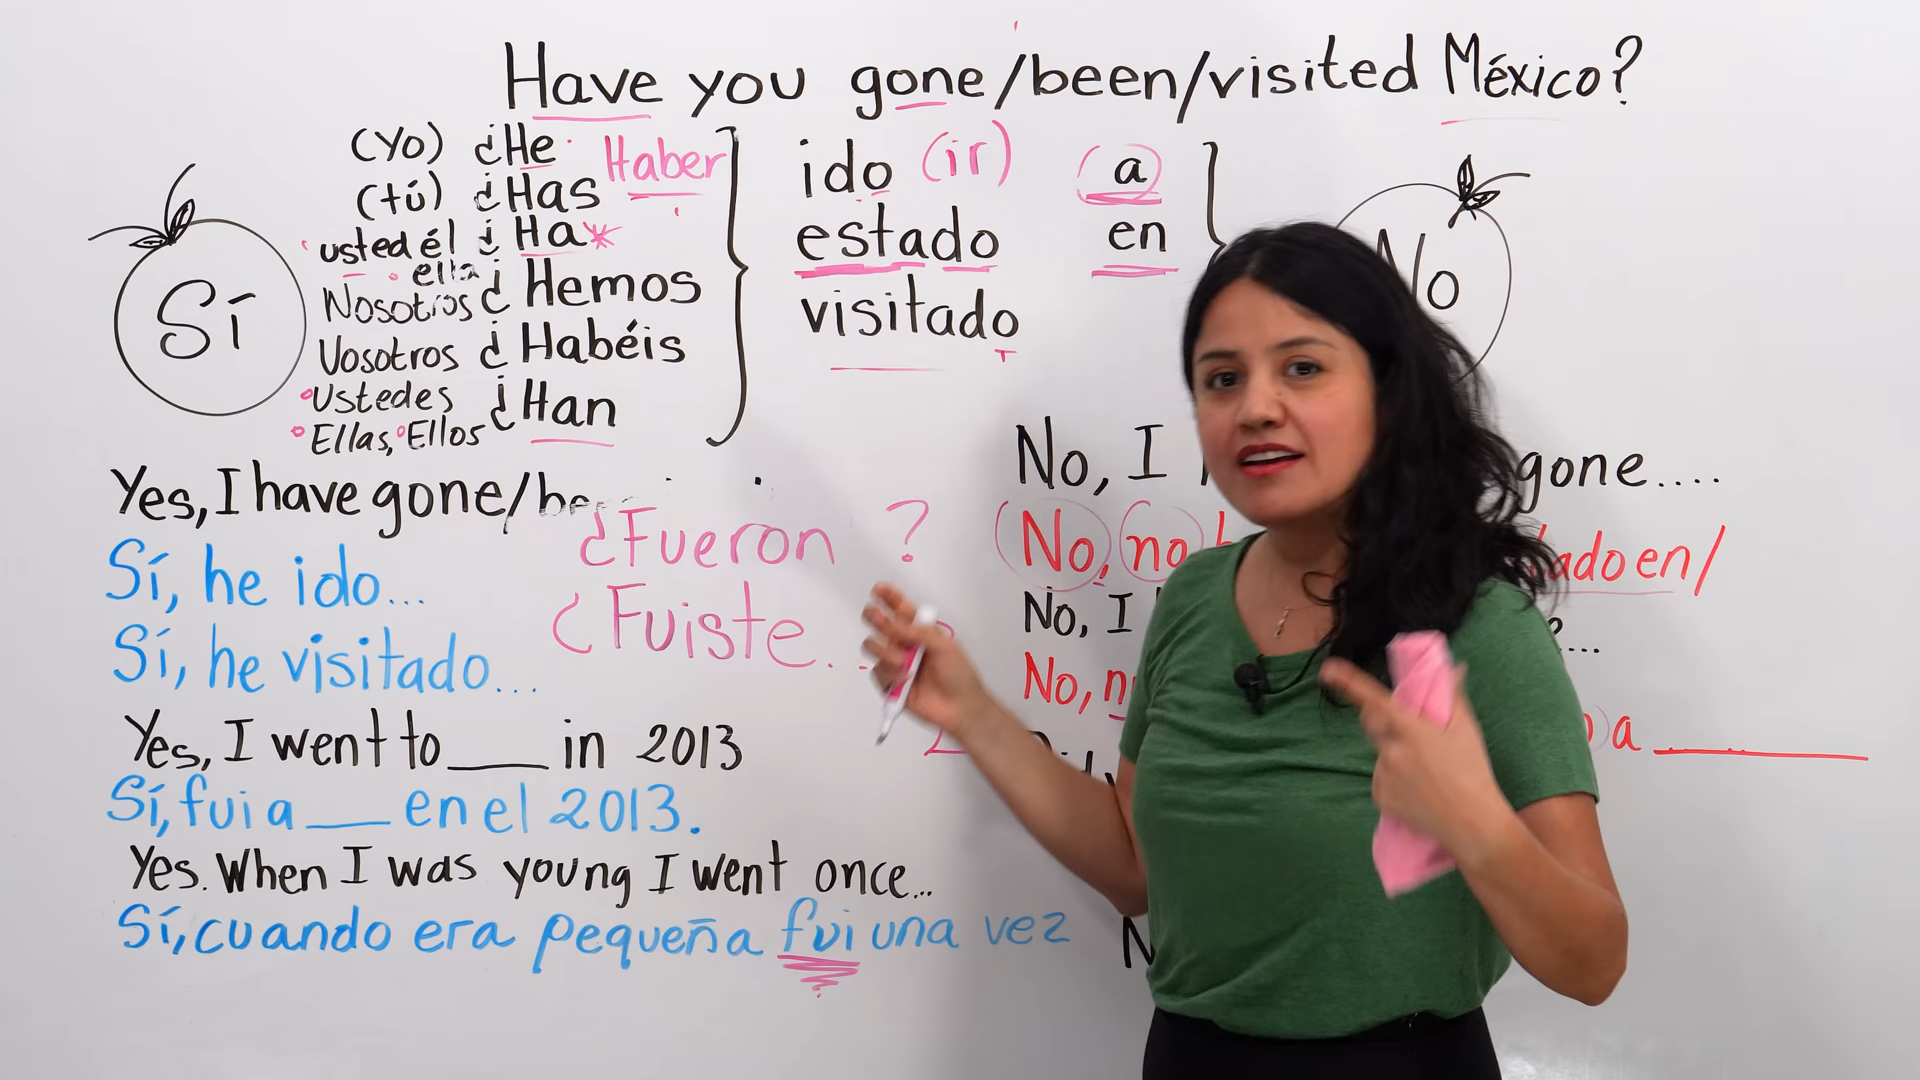 Have you gone/been/visited México?
(Yo) ¿He Haber
(tú) ¿Has
usted él ¿Ha*
ella
Nosotros ¿Hemos
Vosotros ¿Habéis
Ustedes ¿Han
Ellas, Ellos
ido (ir) (a)
estado en
visitado
Sí
No
Yes, I have gone/be
¿Fueron ?
Sí, he ido...
¿Fuiste...?
Sí, he visitado...
Yes, I went to ___ in 2013
Sí, fui a ___ en el 2013.
Yes. When I was young I went once...
Sí, cuando era pequeña fui una vez
No, I gone....
(No, no en/
No, I
No,
a ______